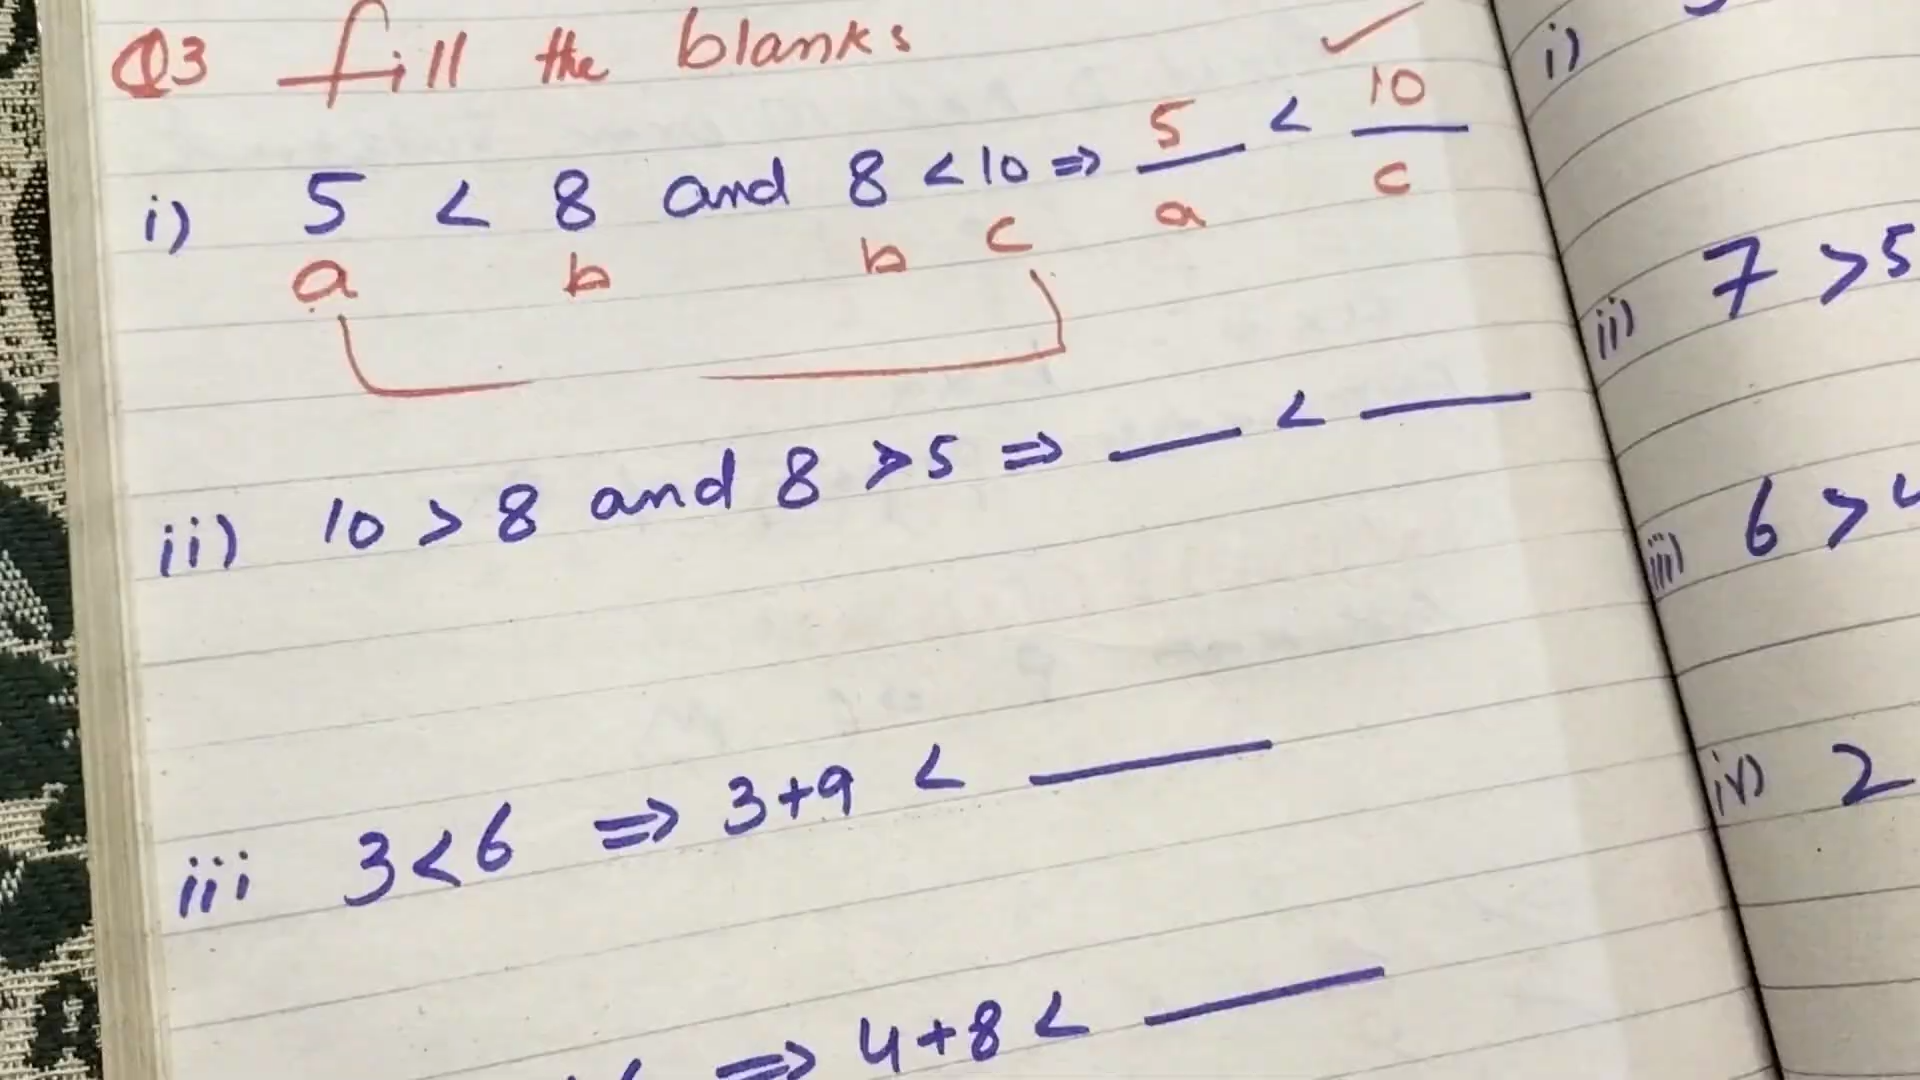 Q3 fill the blanks
i) 5 < 8 and 8 < 10 ⇒ 5 < 10
a b b c a c
ii) 10 > 8 and 8 > 5 ⇒ ___ < ___
iii 3 < 6 ⇒ 3+9 < ___
⇒ 4+8 < ___
i)
ii) 7 > 5
iii) 6 > 4
iv) 2